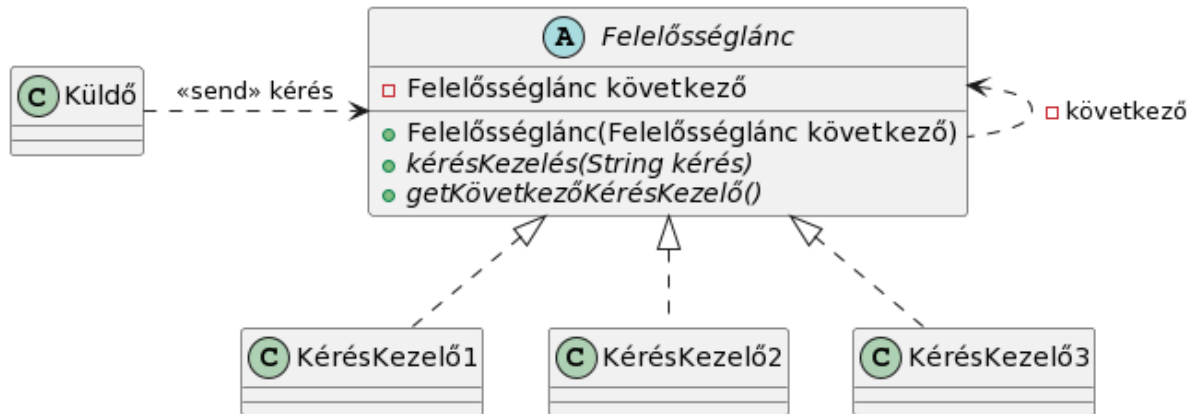 A Felelősséglánc
C Küldő
«send» kérés
Felelősséglánc következő
Felelősséglánc(Felelősséglánc következő)
kérésKezelés(String kérés)
getKövetkezőKérésKezelő()
következő
C KérésKezelő1
C KérésKezelő2
C KérésKezelő3